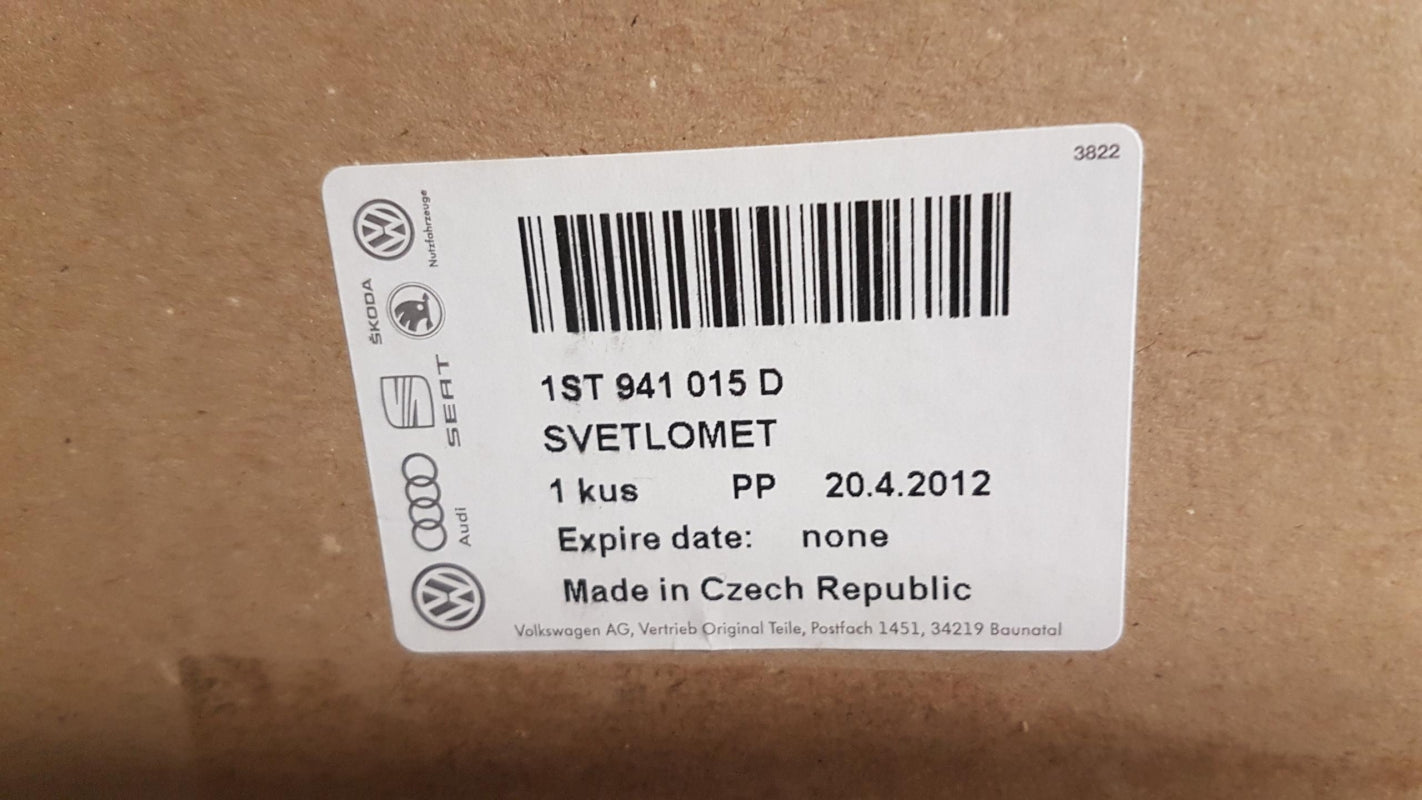 3822
Nutzfahrzeuge
ŠKODA
SEAT
Audi
1ST 941 015 D
SVETLOMET
1 kus PP 20.4.2012
Expire date: none
Made in Czech Republic
Volkswagen AG, Vertrieb Original Teile, Postfach 1451, 34219 Baunatal